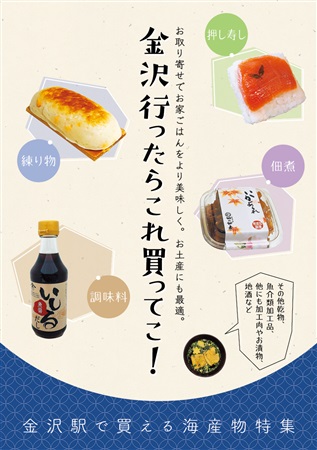 お取り寄せでお家ごはんをより美味しく。お土産にも最適。
金沢行ったらこれ買ってこ！
押し寿し
練り物
佃煮
調味料
いしる
その他乾物、
魚介類加工品、
他にも加工肉やお漬物、
地酒など
金沢駅で買える海産物特集